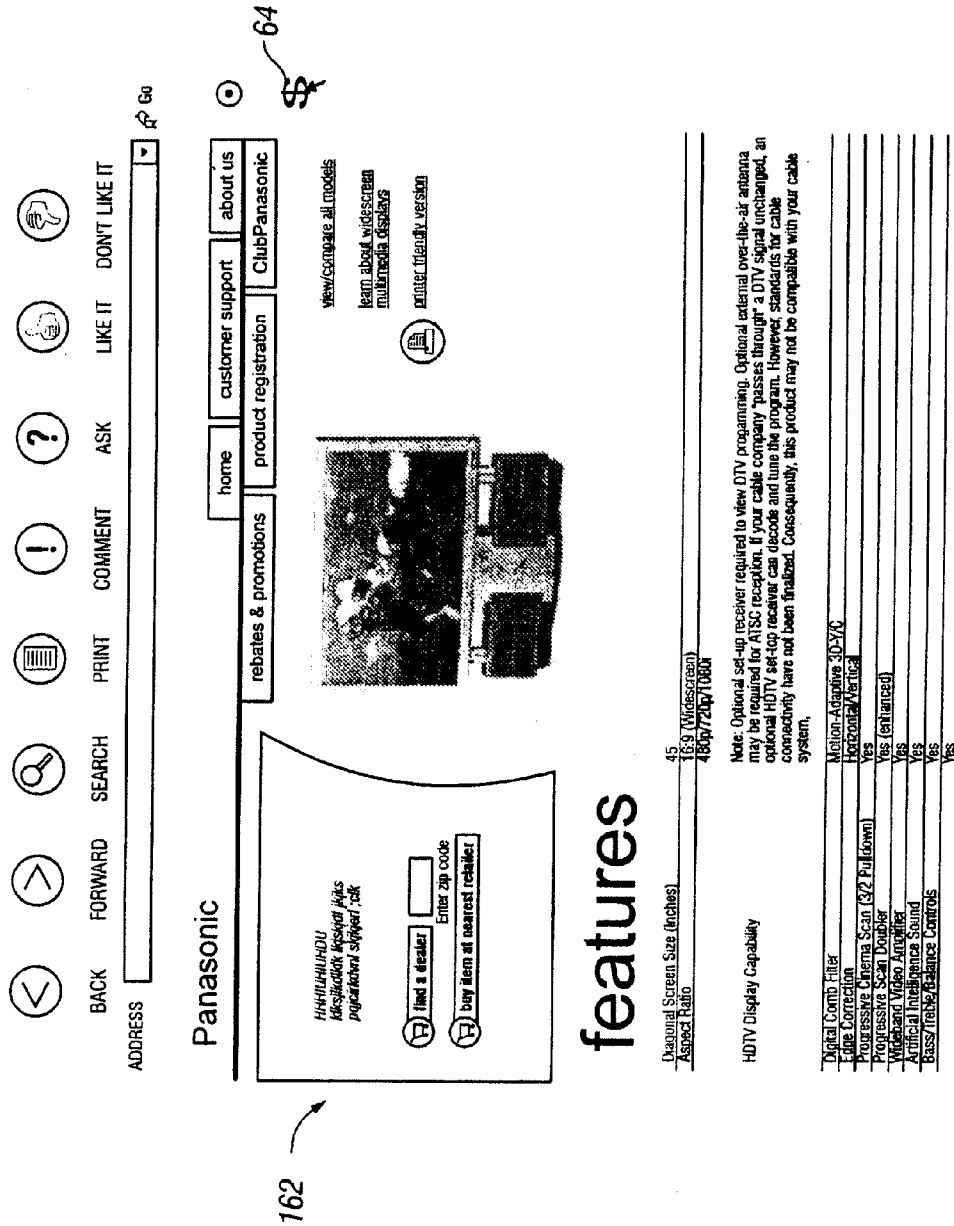 BACK FORWARD SEARCH PRINT COMMENT ASK LIKE IT DON'T LIKE IT
ADDRESS Go
Panasonic
64
$
home customer support about us
rebates & promotions product registration ClubPanasonic
162
HHHIUHIUHDU
find a dealer
Enter zip code
buy item at nearest retailer
view/compare all models
learn about widescreen
multimedia displays
printer friendly version
features
Diagonal Screen Size (Inches) 45
Aspect Ratio 16:9 (Widescreen)
480p/720p/1080i
HDTV Display Capability
Note: Optional set-up receiver required to view DTV progamming. Optional external over-the-air antenna
may be required for ATSC reception. If your cable company "passes through" a DTV signal unchanged, an
optional HDTV set-top receiver can decode and tune the program. However, standards for cable
connectivity have not been finalized. Consequently, this product may not be compatible with your cable
system,
Digital Comb Filter Motion-Adaptive 3D-Y/C
Edge Correction Horizontal/Vertical
Progressive Cinema Scan (3/2 Pulldown) Yes
Progressive Scan Doubler Yes (enhanced)
Wideband Video Amplifier Yes
Artificial Intelligence Sound Yes
Bass/Treble/Balance Controls Yes
Yes